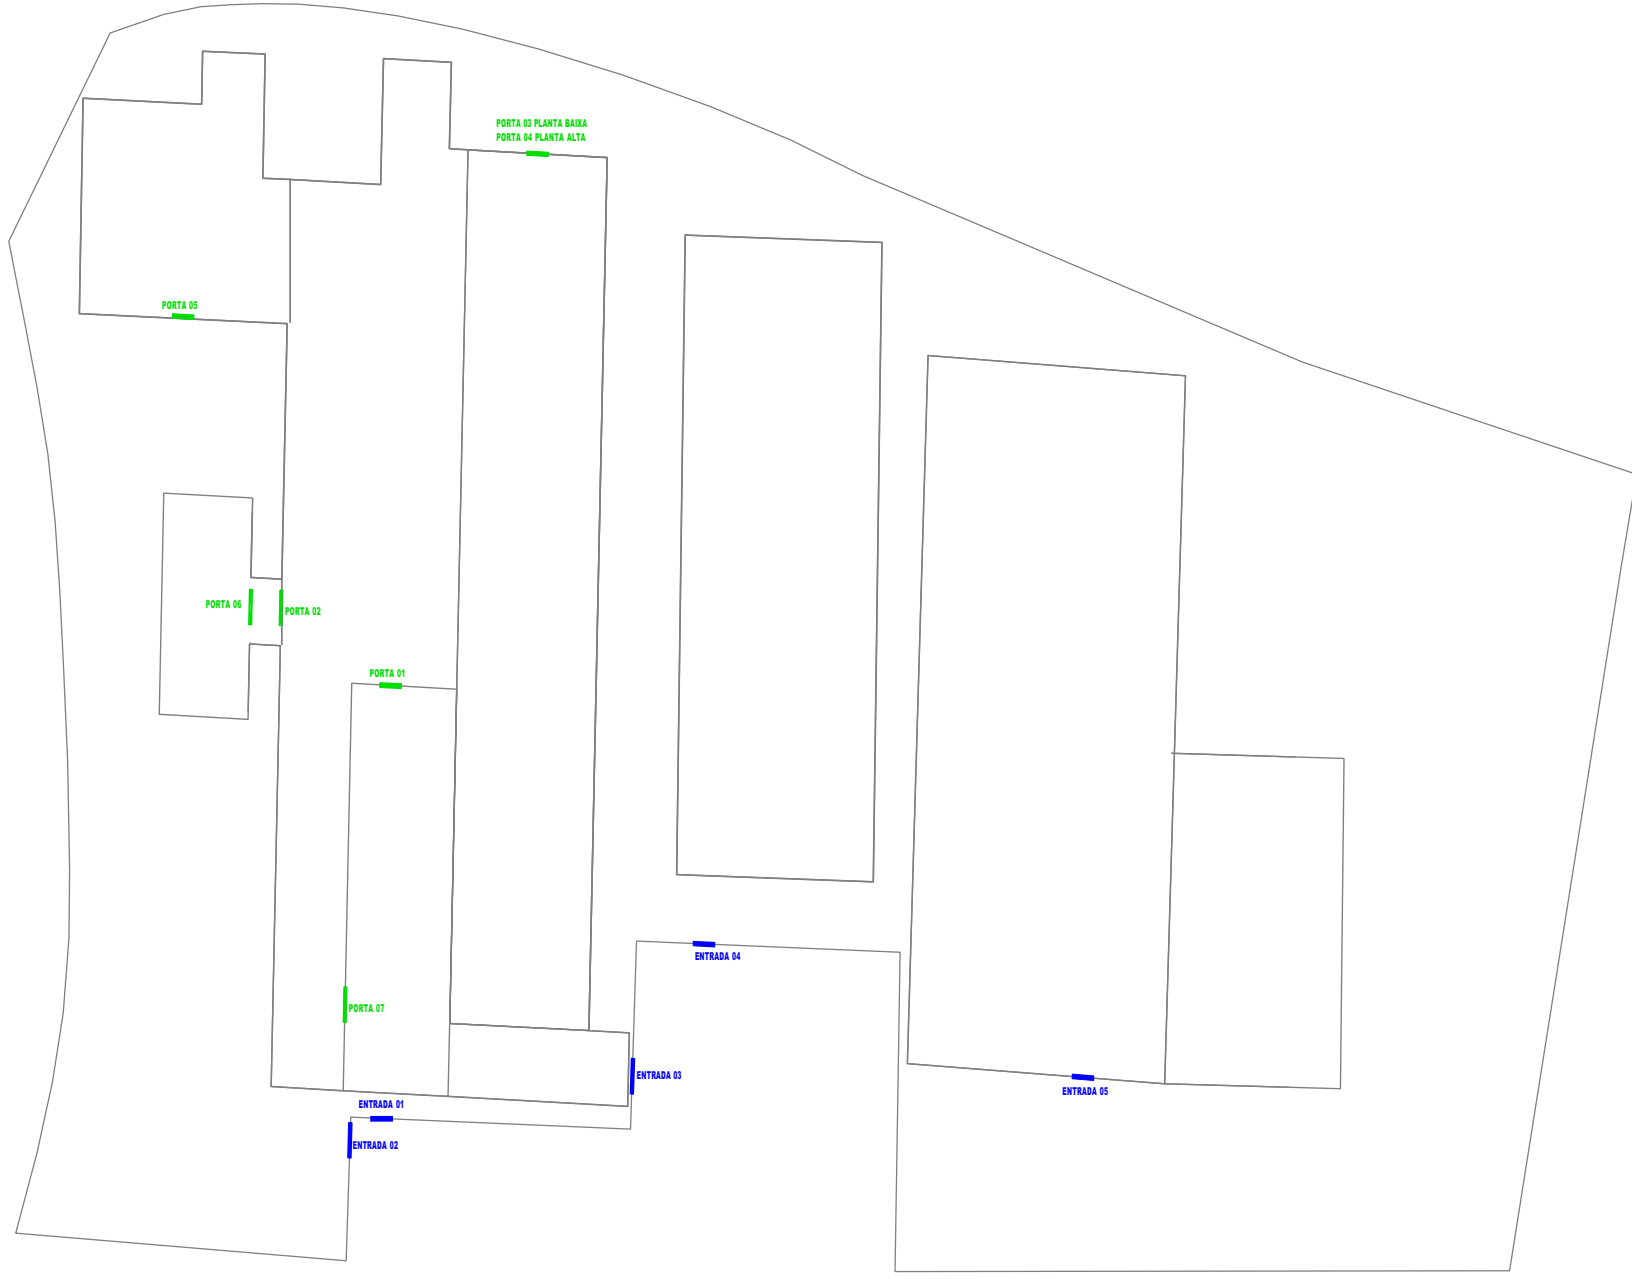 PORTA 03 PLANTA BAIXA
PORTA 04 PLANTA ALTA
PORTA 05
PORTA 06
PORTA 02
PORTA 01
ENTRADA 04
PORTA 07
ENTRADA 03
ENTRADA 05
ENTRADA 01
ENTRADA 02